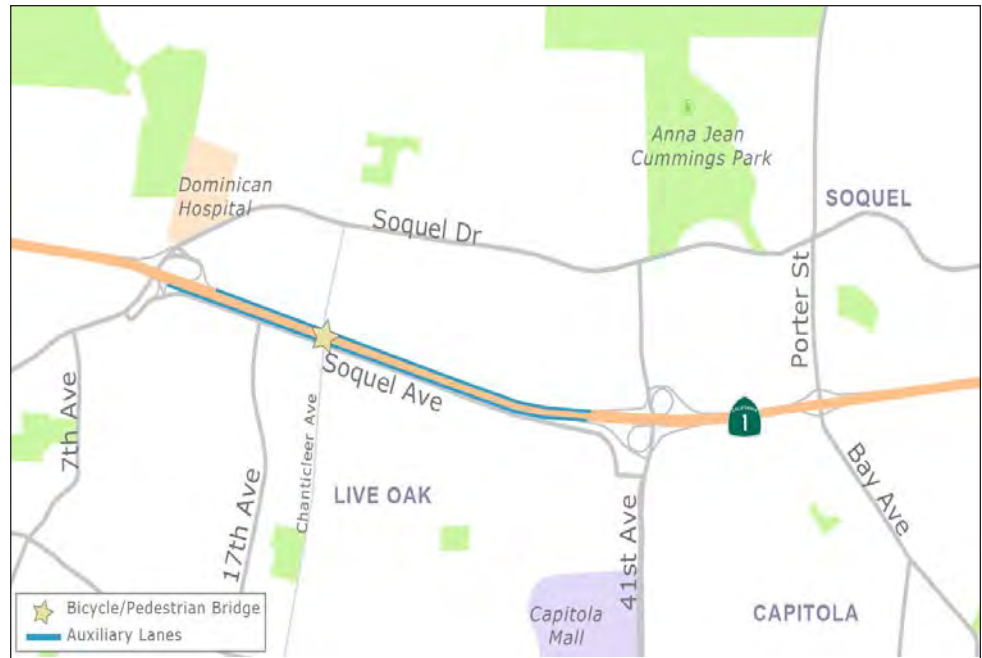 Anna Jean
Cummings Park
Dominican
Hospital
SOQUEL
Soquel Dr
Porter St
Soquel Ave
CALIFORNIA
1
7th Ave
17th Ave
Chanticleer Ave
LIVE OAK
41st Ave
Bay Ave
Capitola
Mall
CAPITOLA
Bicycle/Pedestrian Bridge
Auxiliary Lanes